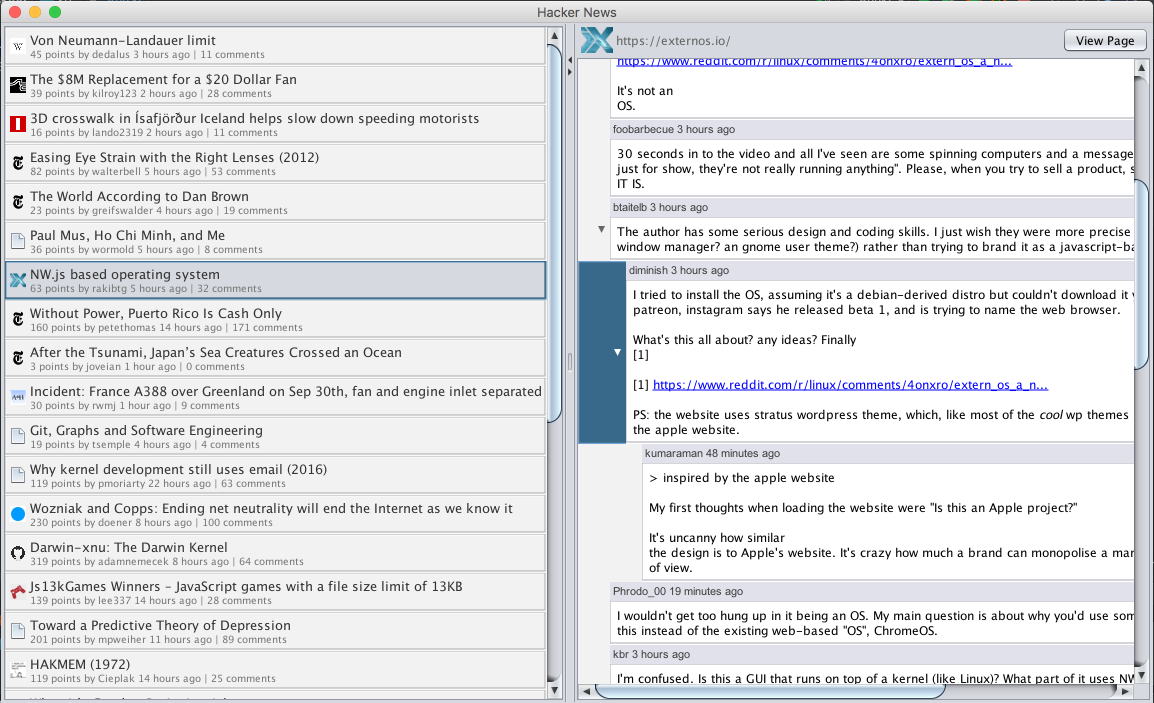 Hacker News
Von Neumann-Landauer limit
45 points by dedalus 3 hours ago | 11 comments
The $8M Replacement for a $20 Dollar Fan
39 points by kilroy123 2 hours ago | 28 comments
3D crosswalk in Ísafjörður Iceland helps slow down speeding motorists
16 points by lando2319 2 hours ago | 11 comments
Easing Eye Strain with the Right Lenses (2012)
82 points by walterbell 5 hours ago | 53 comments
The World According to Dan Brown
23 points by greifswalder 4 hours ago | 19 comments
Paul Mus, Ho Chi Minh, and Me
36 points by wormold 5 hours ago | 8 comments
NW.js based operating system
63 points by rakibtg 5 hours ago | 32 comments
Without Power, Puerto Rico Is Cash Only
160 points by petethomas 14 hours ago | 171 comments
After the Tsunami, Japan’s Sea Creatures Crossed an Ocean
3 points by joveian 1 hour ago | 0 comments
Incident: France A388 over Greenland on Sep 30th, fan and engine inlet separated
30 points by rwmj 1 hour ago | 9 comments
Git, Graphs and Software Engineering
19 points by tsemple 4 hours ago | 4 comments
Why kernel development still uses email (2016)
119 points by pmoriarty 22 hours ago | 63 comments
Wozniak and Copps: Ending net neutrality will end the Internet as we know it
230 points by doener 8 hours ago | 100 comments
Darwin-xnu: The Darwin Kernel
319 points by adamnemecek 8 hours ago | 64 comments
Js13kGames Winners – JavaScript games with a file size limit of 13KB
139 points by lee337 14 hours ago | 28 comments
Toward a Predictive Theory of Depression
201 points by mpweiher 11 hours ago | 89 comments
HAKMEM (1972)
119 points by Cieplak 14 hours ago | 25 comments
https://externos.io/
View Page
https://www.reddit.com/r/linux/comments/4onxro/extern_os_a_n...
It's not an
OS.
foobarbecue 3 hours ago
30 seconds in to the video and all I've seen are some spinning computers and a message
just for show, they're not really running anything". Please, when you try to sell a product, s
IT IS.
btaitelb 3 hours ago
The author has some serious design and coding skills. I just wish they were more precise
window manager? an gnome user theme?) rather than trying to brand it as a javascript-ba
diminish 3 hours ago
I tried to install the OS, assuming it's a debian-derived distro but couldn't download it
patreon, instagram says he released beta 1, and is trying to name the web browser.
What's this all about? any ideas? Finally
[1]
[1] https://www.reddit.com/r/linux/comments/4onxro/extern_os_a_n...
PS: the website uses stratus wordpress theme, which, like most of the cool wp themes
the apple website.
kumaraman 48 minutes ago
> inspired by the apple website
My first thoughts when loading the website were "Is this an Apple project?"
It's uncanny how similar
the design is to Apple's website. It's crazy how much a brand can monopolise a mar
of view.
Phrodo_00 19 minutes ago
I wouldn't get too hung up in it being an OS. My main question is about why you'd use som
this instead of the existing web-based "OS", ChromeOS.
kbr 3 hours ago
I'm confused. Is this a GUI that runs on top of a kernel (like Linux)? What part of it uses NW